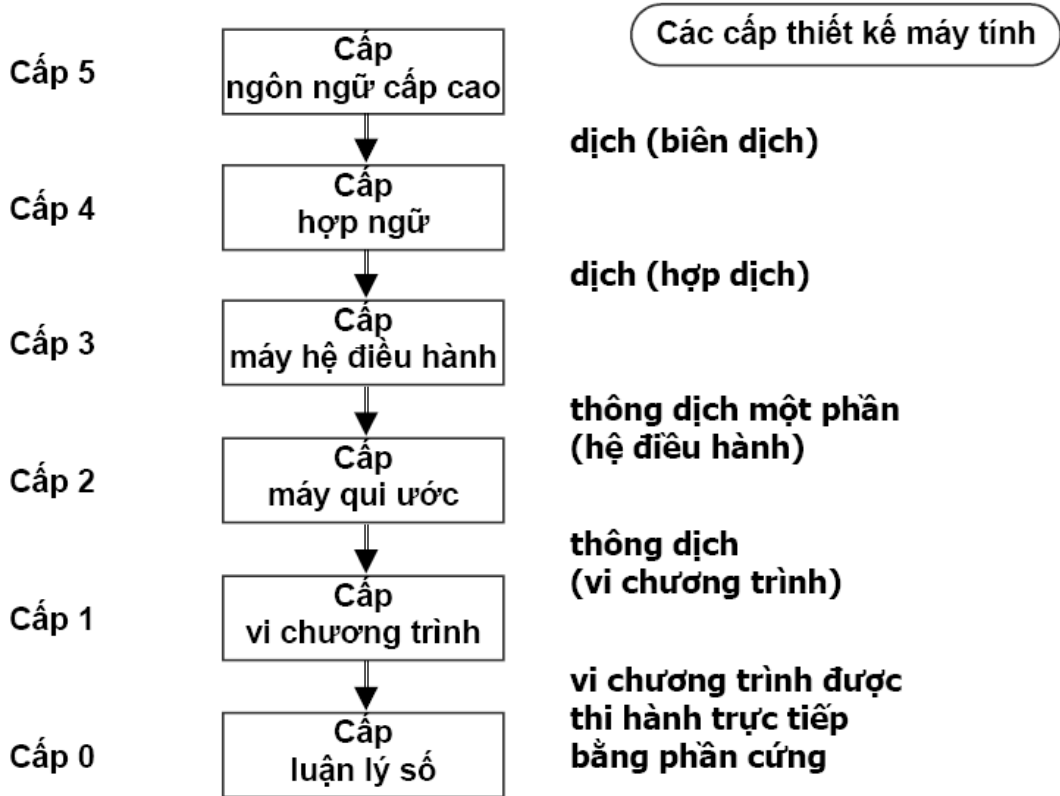 Các cấp thiết kế máy tính
Cấp 5
Cấp
ngôn ngữ cấp cao
dịch (biên dịch)
Cấp 4
Cấp
hợp ngữ
dịch (hợp dịch)
Cấp 3
Cấp
máy hệ điều hành
thông dịch một phần
(hệ điều hành)
Cấp 2
Cấp
máy qui ước
thông dịch
(vi chương trình)
Cấp 1
Cấp
vi chương trình
vi chương trình được
thi hành trực tiếp
bằng phần cứng
Cấp 0
Cấp
luận lý số